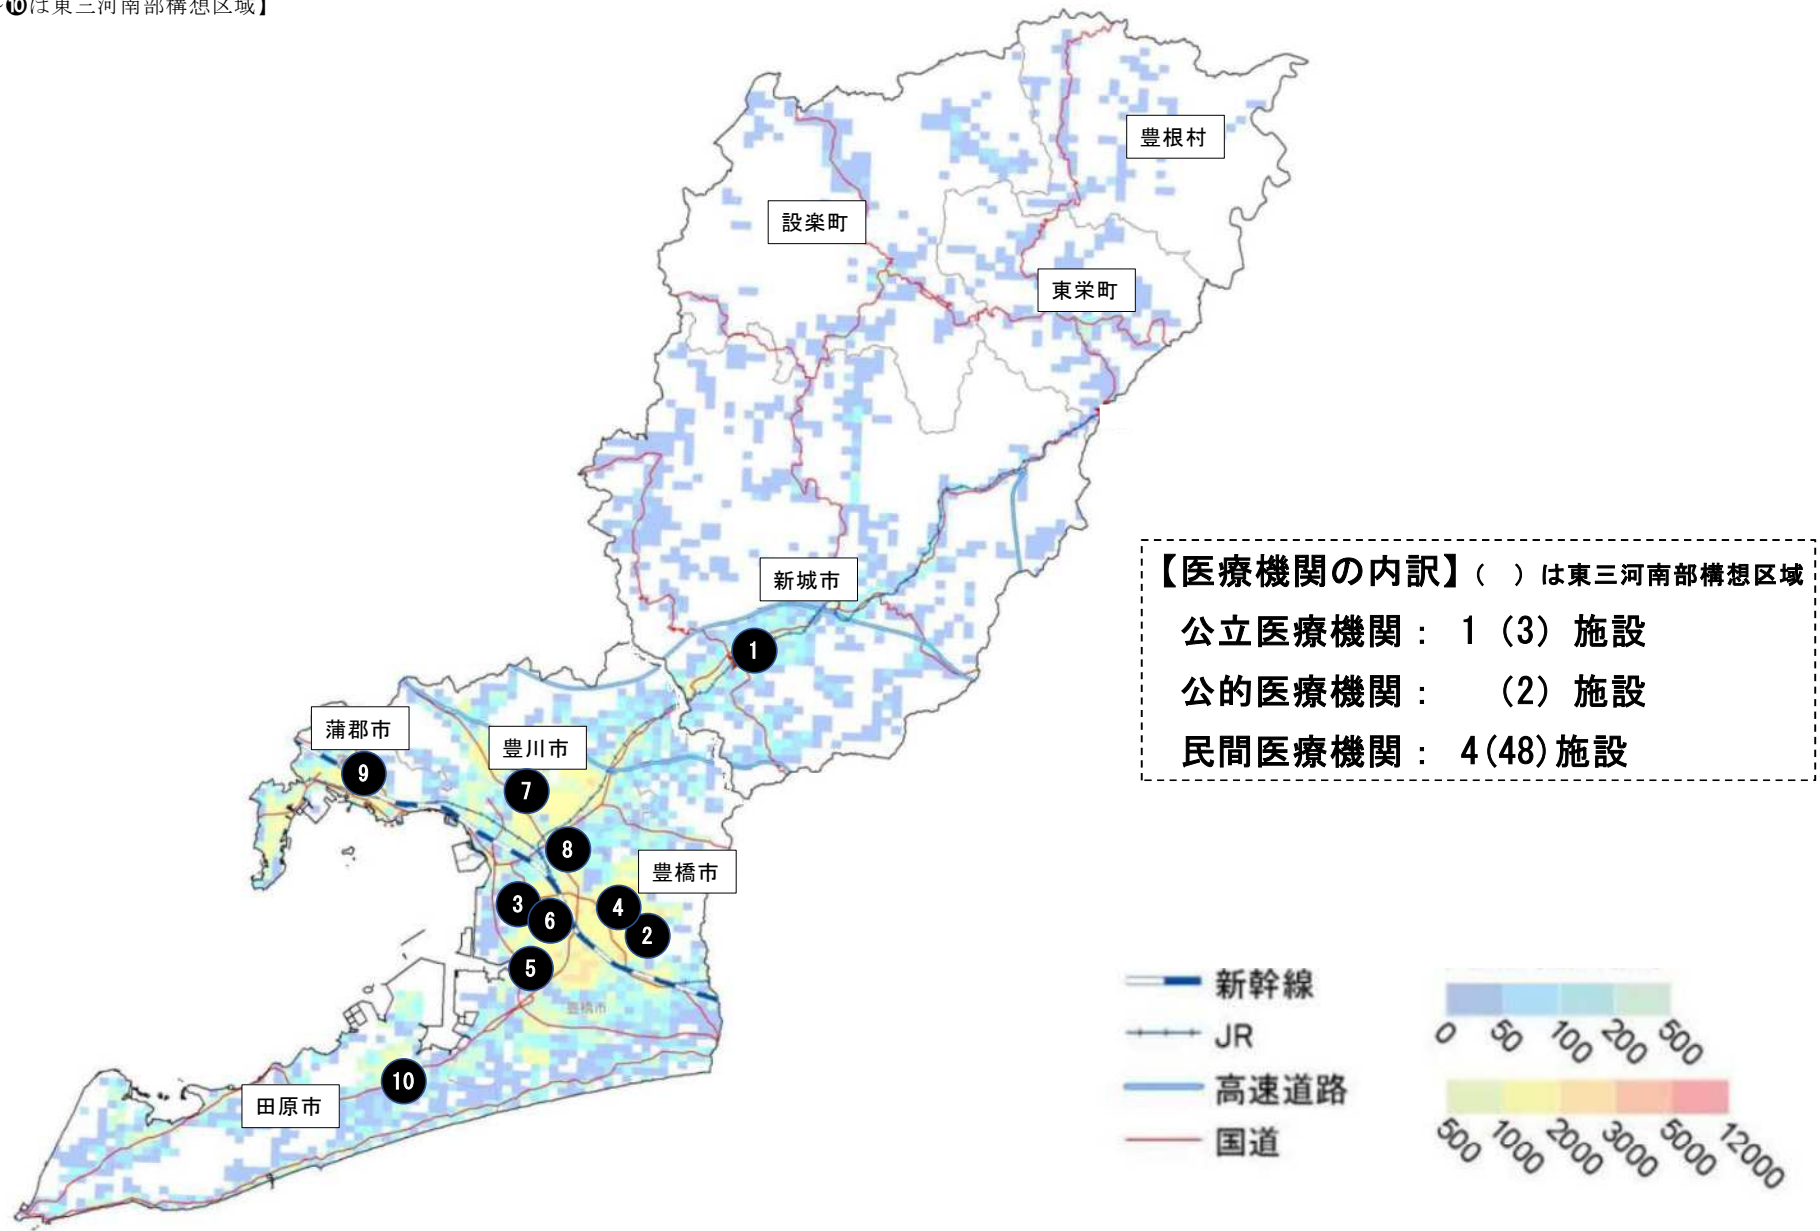 ❿は東三河南部構想区域】
豊根村
設楽町
東栄町
新城市
【医療機関の内訳】（ ）は東三河南部構想区域
公立医療機関： 1（3）施設
公的医療機関： （2）施設
民間医療機関： 4(48)施設
1
蒲郡市
豊川市
9
7
8
豊橋市
3
6
4
2
5
豊橋市
10
田原市
新幹線
JR
高速道路
国道
0 50 100 200 500
500 1000 2000 3000 5000 12000